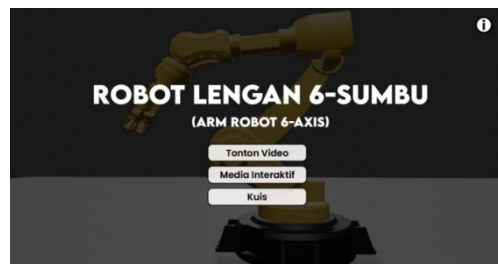 ROBOT LENGAN 6-SUMBU
(ARM ROBOT 6-AXIS)
Tonton Video
Media Interaktif
Kuis